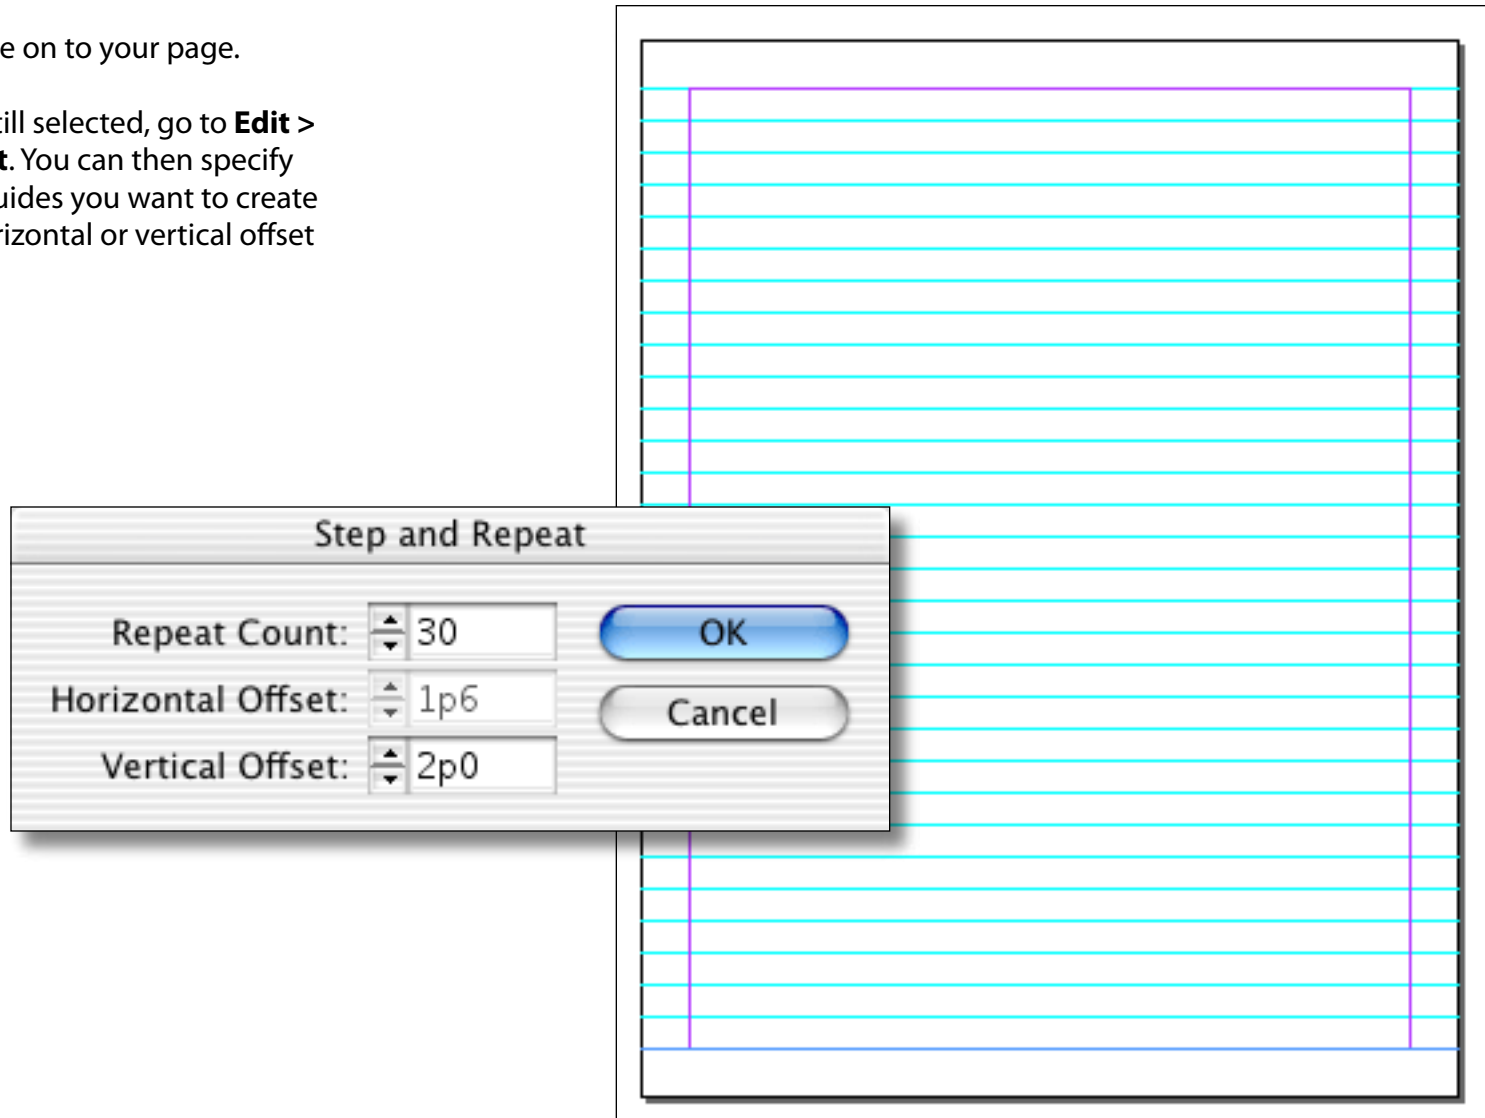 e on to your page.
till selected, go to Edit >
t. You can then specify
uides you want to create
rizontal or vertical offset
Step and Repeat
Repeat Count: 30
OK
Horizontal Offset: 1p6
Cancel
Vertical Offset: 2p0